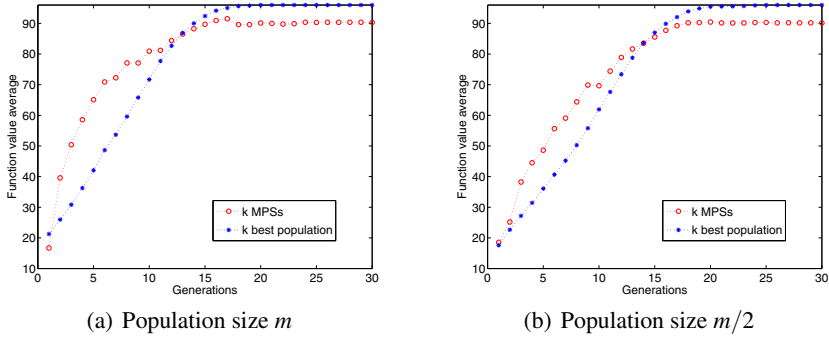 90
80
70
60
50
40
30
20
10
Function value average
0 5 10 15 20 25 30
Generations
k MPSs
k best population
(a) Population size m
90
80
70
60
50
40
30
20
10
Function value average
0 5 10 15 20 25 30
Generations
k MPSs
k best population
(b) Population size m/2